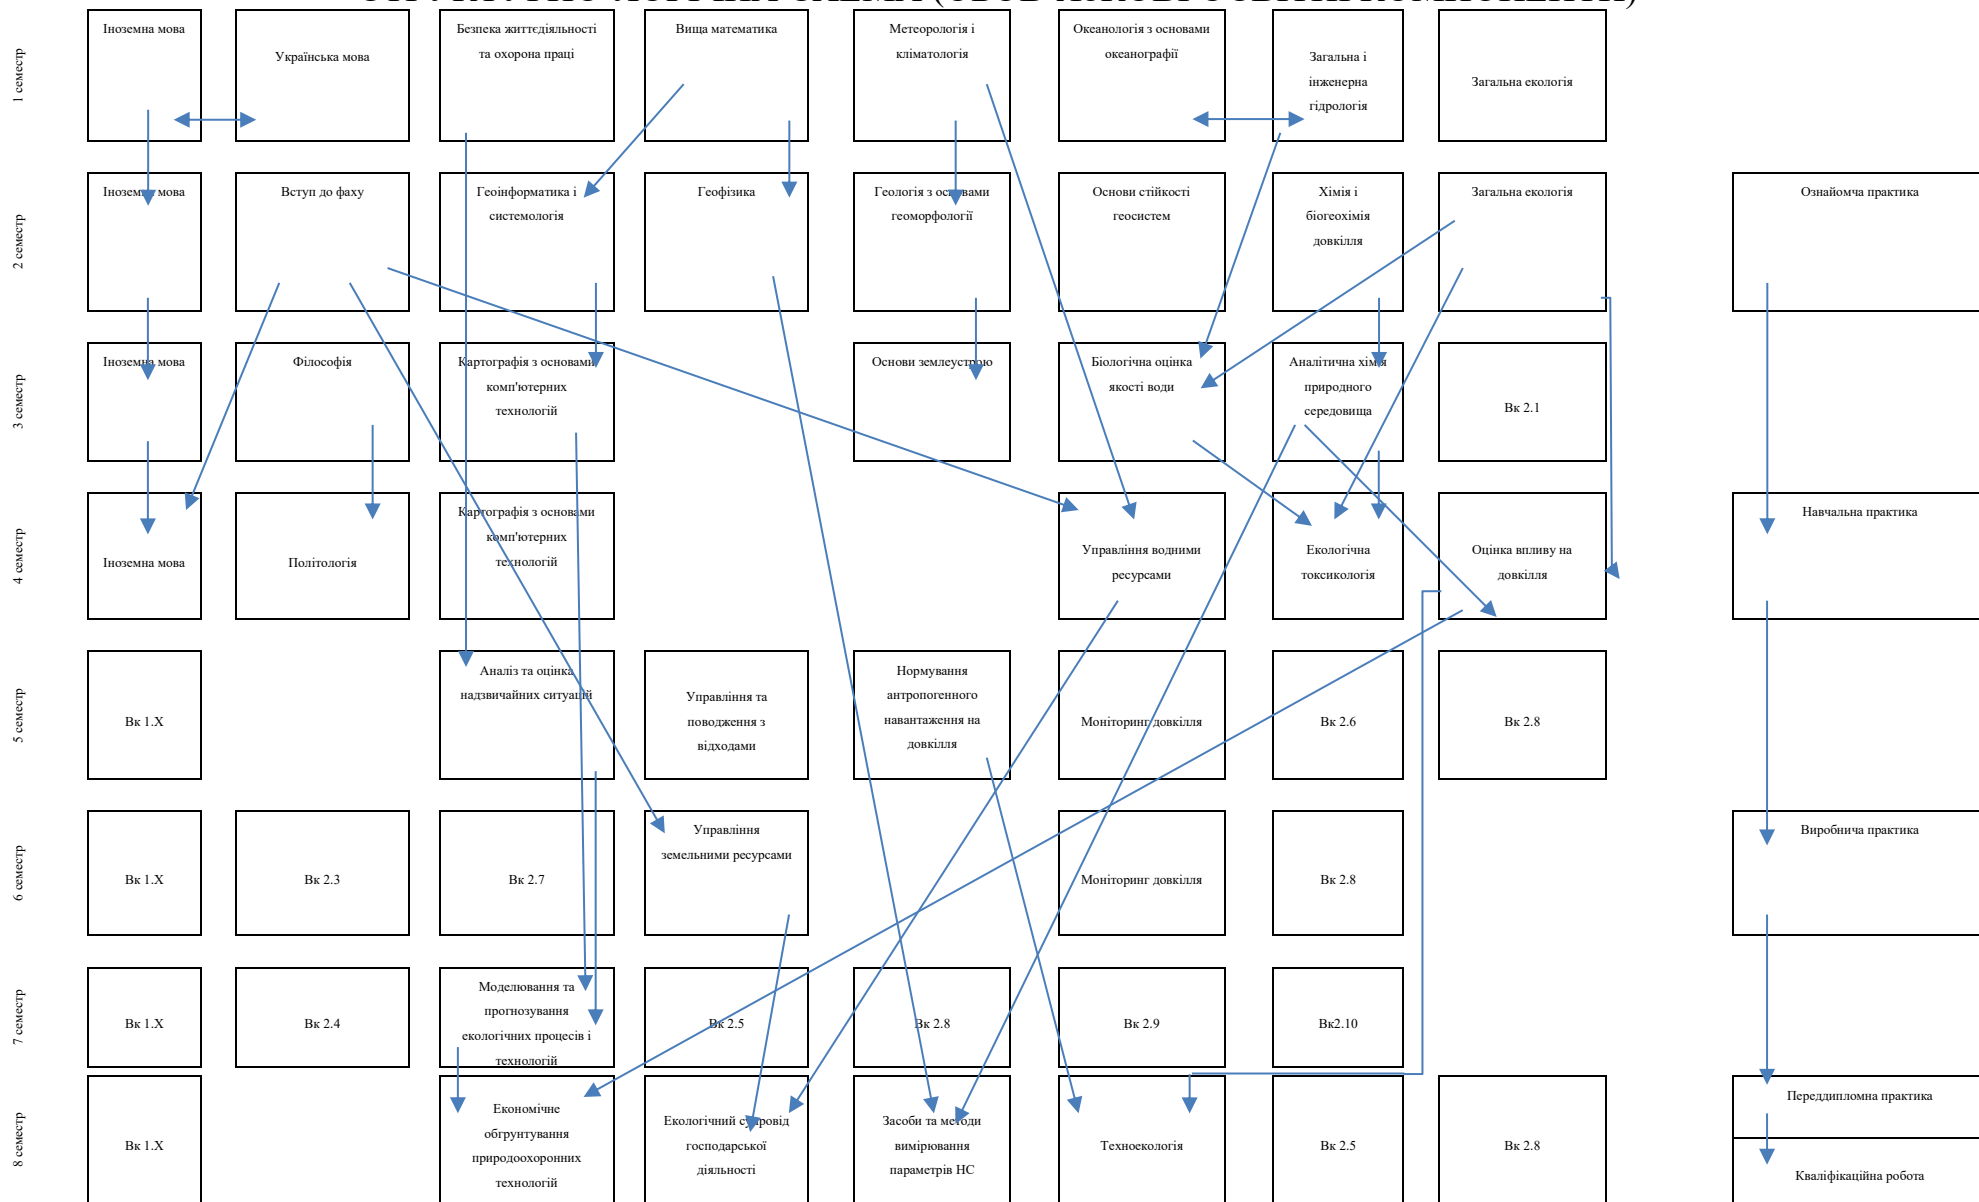 1 семестр
Іноземна мова
Українська мова
Безпека життєдіяльності
та охорона праці
Вища математика
Метеорологія і
кліматологія
Океанологія з основами
океанографії
Загальна і
інженерна
гідрологія
Загальна екологія
2 семестр
Іноземна мова
Вступ до фаху
Геоінформатика і
системологія
Геофізика
Геологія з основами
геоморфології
Основи стійкості
геосистем
Хімія і
біогеохімія
довкілля
Загальна екологія
Ознайомча практика
3 семестр
Іноземна мова
Філософія
Картографія з основами
комп'ютерних
технологій
Основи землеустрою
Біологічна оцінка
якості води
Аналітична хімія
природного
середовища
Вк 2.1
4 семестр
Іноземна мова
Політологія
Картографія з основами
комп'ютерних
технологій
Управління водними
ресурсами
Екологічна
токсикологія
Оцінка впливу на
довкілля
Навчальна практика
5 семестр
Вк 1.Х
Аналіз та оцінка
надзвичайних ситуацій
Управління та
поводження з
відходами
Нормування
антропогенного
навантаження на
довкілля
Моніторинг довкілля
Вк 2.6
Вк 2.8
6 семестр
Вк 1.Х
Вк 2.3
Вк 2.7
Управління
земельними ресурсами
Моніторинг довкілля
Вк 2.8
Виробнича практика
7 семестр
Вк 1.Х
Вк 2.4
Моделювання та
прогнозування
екологічних процесів і
технологій
Вк 2.5
Вк 2.8
Вк 2.9
Вк2.10
8 семестр
Вк 1.Х
Економічне
обгрунтування
природоохоронних
технологій
Екологічний супровід
господарської
діяльності
Засоби та методи
вимірювання
параметрів НС
Техноекологія
Вк 2.5
Вк 2.8
Переддипломна практика
Кваліфікаційна робота